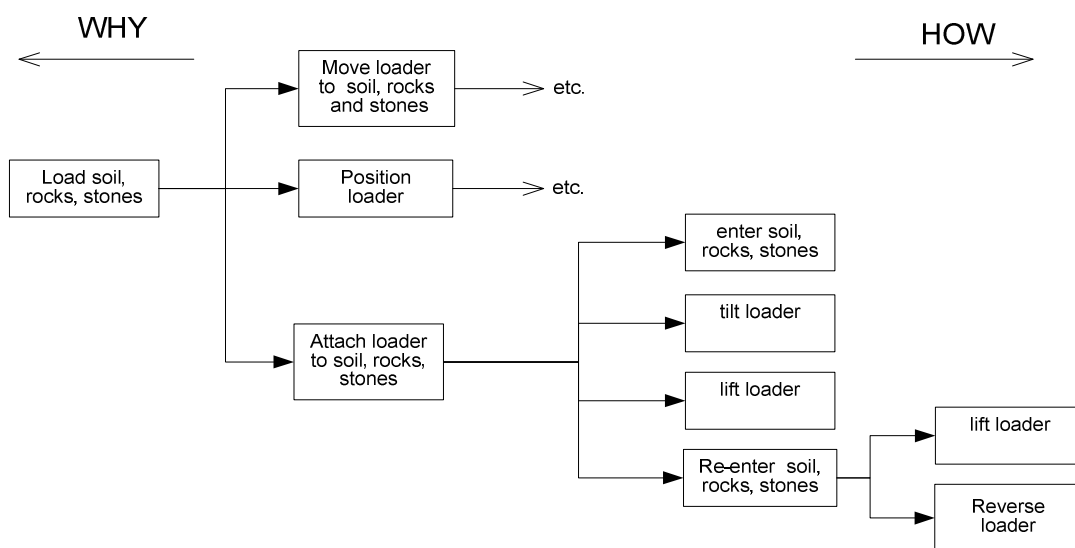 WHY
HOW
Move loader
to soil, rocks
and stones
etc.
Load soil,
rocks, stones
Position
loader
etc.
enter soil,
rocks, stones
tilt loader
Attach loader
to soil, rocks,
stones
lift loader
Re-enter soil,
rocks, stones
lift loader
Reverse
loader